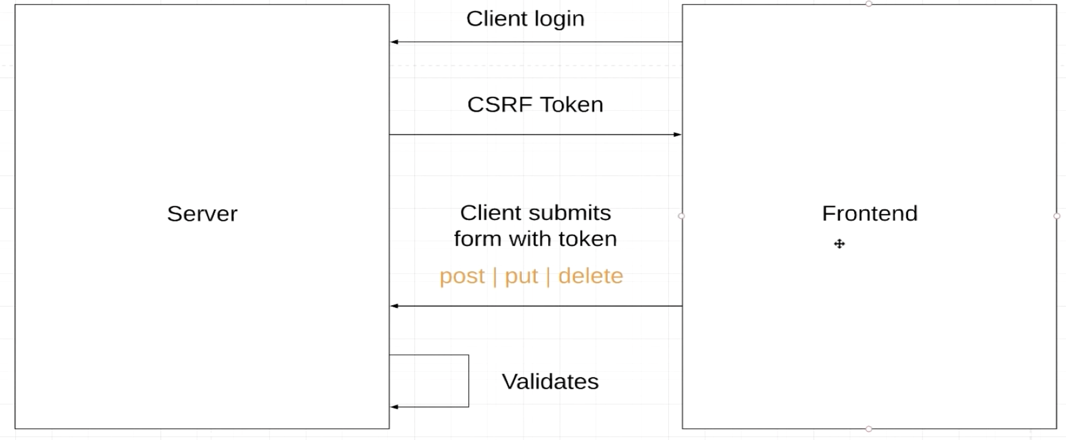 Client login
CSRF Token
Server
Client submits
form with token
Frontend
post | put | delete
Validates